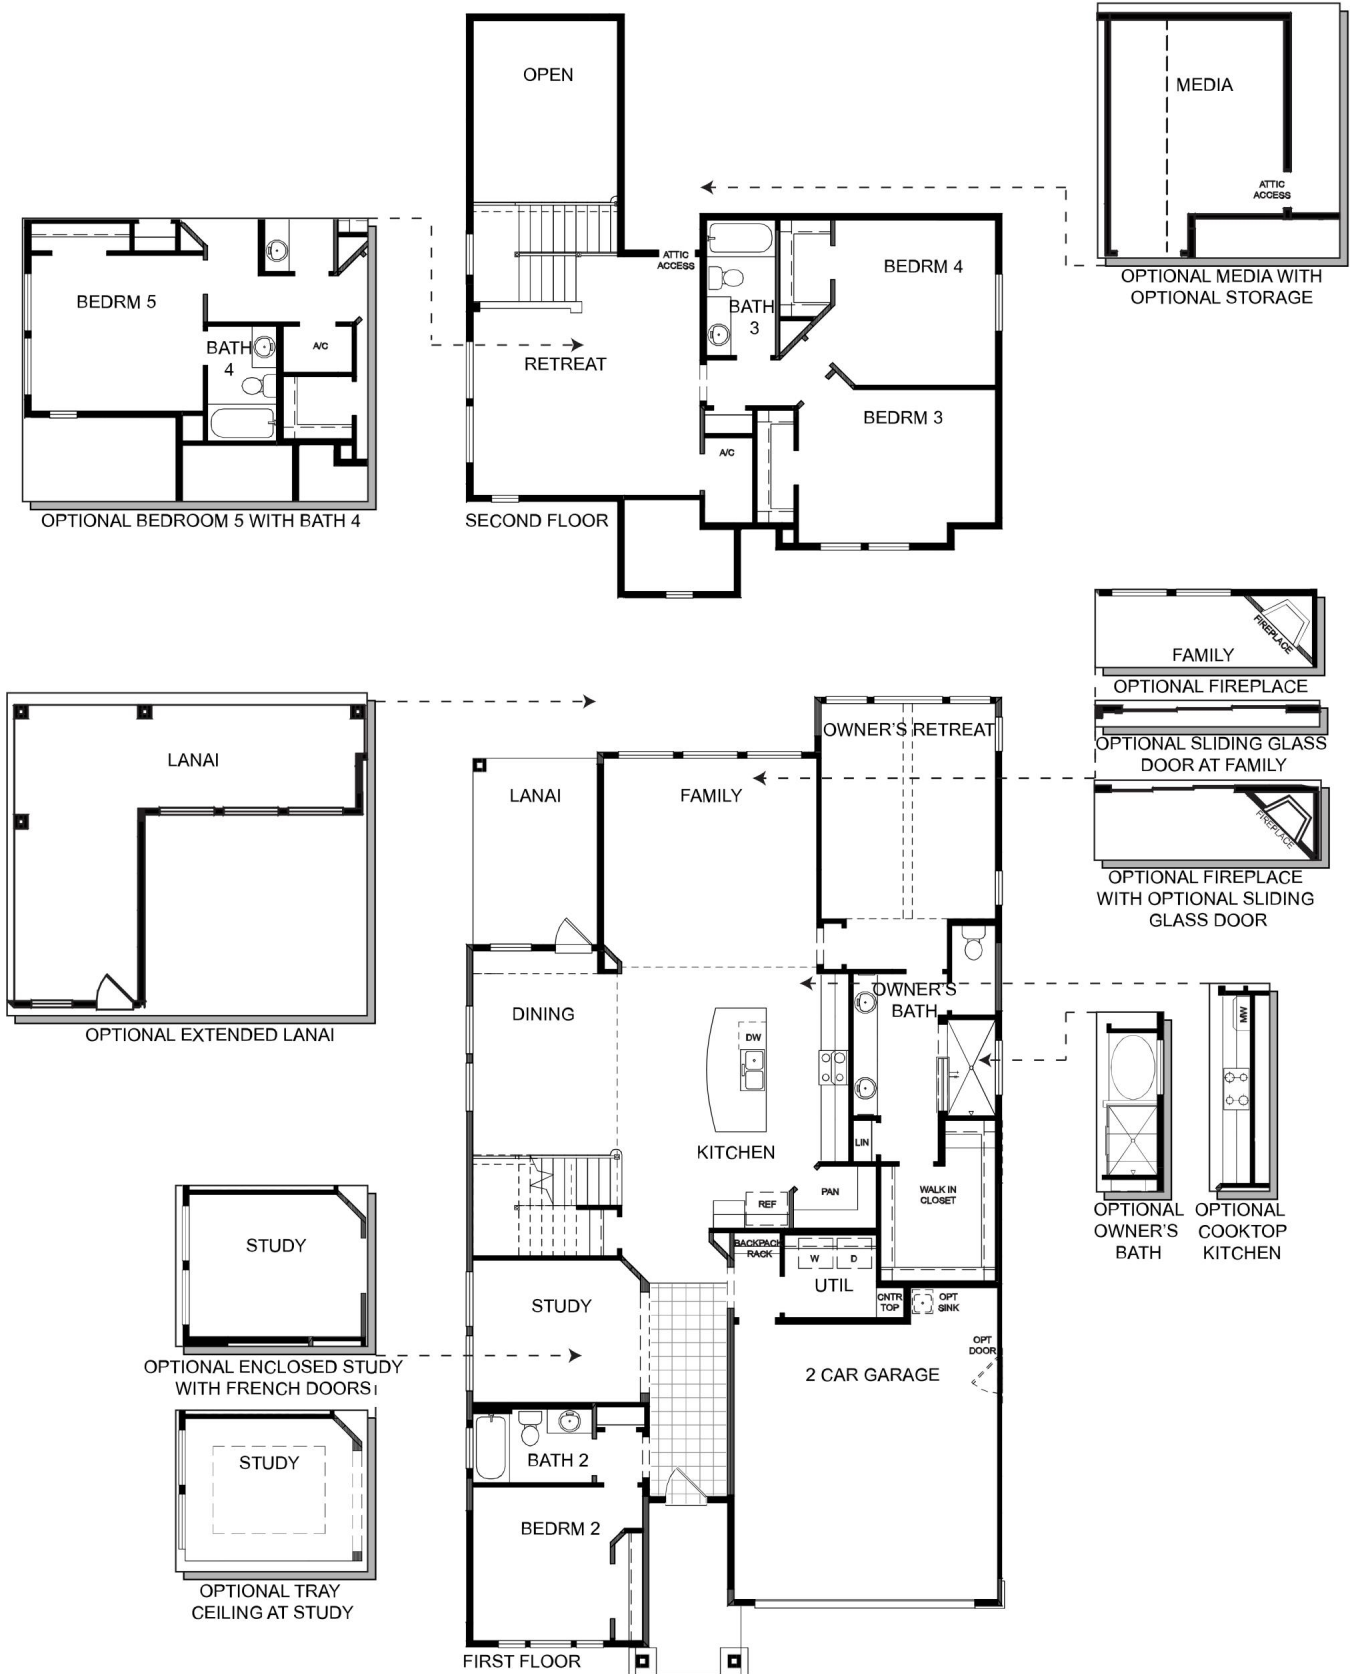 OPEN
ATTIC
ACCESS
BEDRM 4
BATH
3
RETREAT
BEDRM 3
A/C
SECOND FLOOR
MEDIA
ATTIC
ACCESS
OPTIONAL MEDIA WITH
OPTIONAL STORAGE
BEDRM 5
BATH
4
A/C
OPTIONAL BEDROOM 5 WITH BATH 4
FIREPLACE
FAMILY
OPTIONAL FIREPLACE
OPTIONAL SLIDING GLASS
DOOR AT FAMILY
FIREPLACE
OPTIONAL FIREPLACE
WITH OPTIONAL SLIDING
GLASS DOOR
LANAI
OPTIONAL EXTENDED LANAI
OWNER'S RETREAT
LANAI
FAMILY
OWNER'S
BATH
DINING
DW
KITCHEN
LIN
PAN
WALK IN
CLOSET
REF
BACKPACK
RACK
W
D
UTIL
CNTR
TOP
OPT
SINK
STUDY
OPT
DOOR
2 CAR GARAGE
BATH 2
BEDRM 2
FIRST FLOOR
OPTIONAL
OWNER'S
BATH
MW
OPTIONAL
COOKTOP
KITCHEN
STUDY
OPTIONAL ENCLOSED STUDY
WITH FRENCH DOORS
STUDY
OPTIONAL TRAY
CEILING AT STUDY